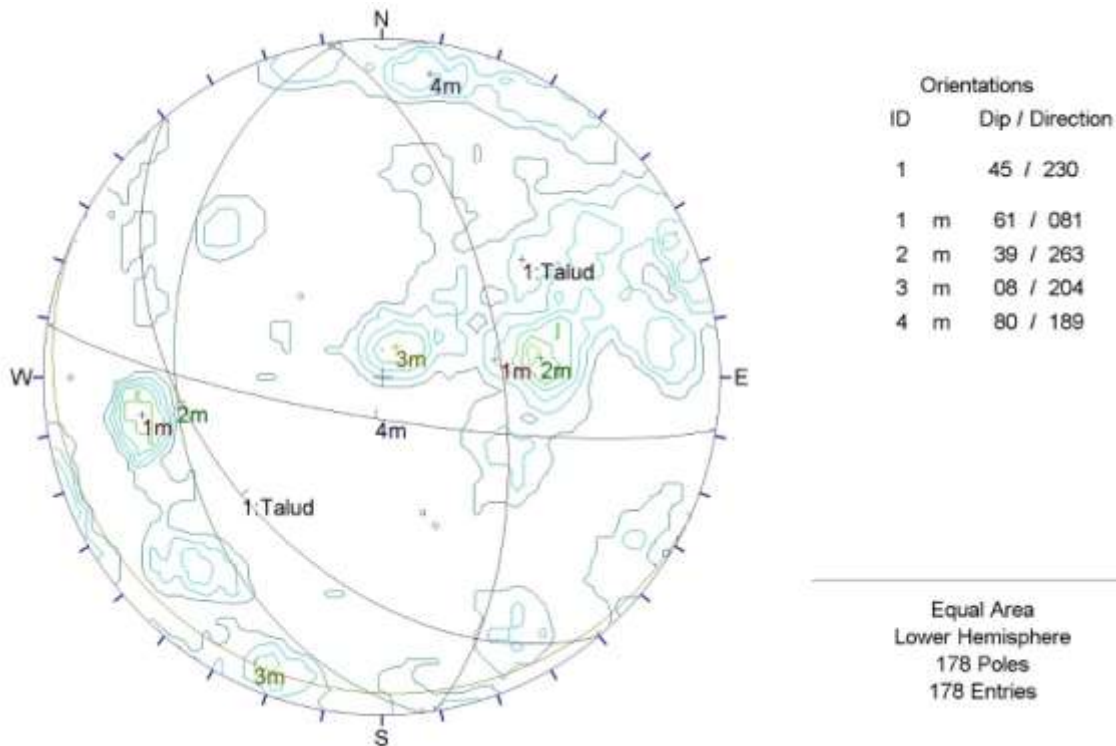 N
4m
Orientations
ID Dip / Direction
1 45 / 230
1 m 61 / 081
2 m 39 / 263
3 m 08 / 204
4 m 80 / 189
1:Talud
3m
1m 2m
W
E
1m
2m
4m
1:Talud
3m
S
Equal Area
Lower Hemisphere
178 Poles
178 Entries